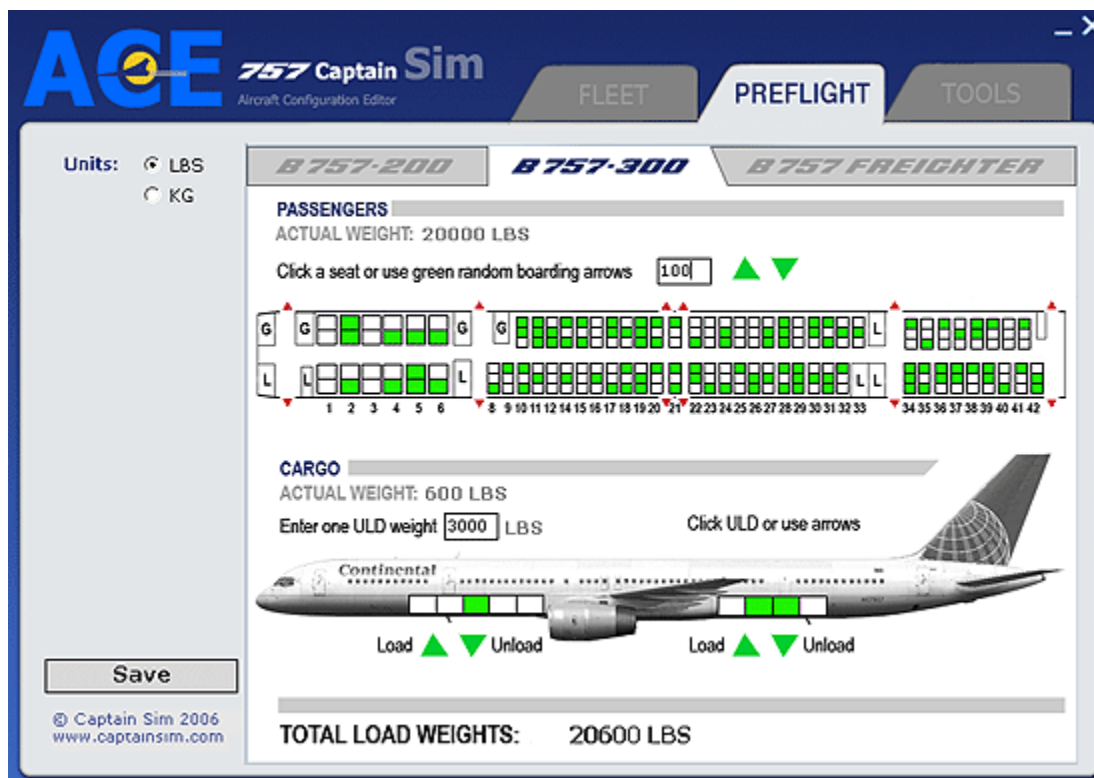 ACE 757 Captain Sim
Aircraft Configuration Editor
FLEET PREFLIGHT TOOLS
Units: LBS
KG
B 757-200 B 757-300 B 757 FREIGHTER
PASSENGERS
ACTUAL WEIGHT: 20000 LBS
Click a seat or use green random boarding arrows 100
G G G G L
L L L L L
1 2 3 4 5 6 8 9 10 11 12 14 15 16 17 18 19 20 21 22 23 24 25 26 27 28 29 30 31 32 33 34 35 36 37 38 39 40 41 42
CARGO
ACTUAL WEIGHT: 600 LBS
Enter one ULD weight 3000 LBS Click ULD or use arrows
Continental
Load Unload Load Unload
Save
© Captain Sim 2006
www.captainsim.com
TOTAL LOAD WEIGHTS: 20600 LBS